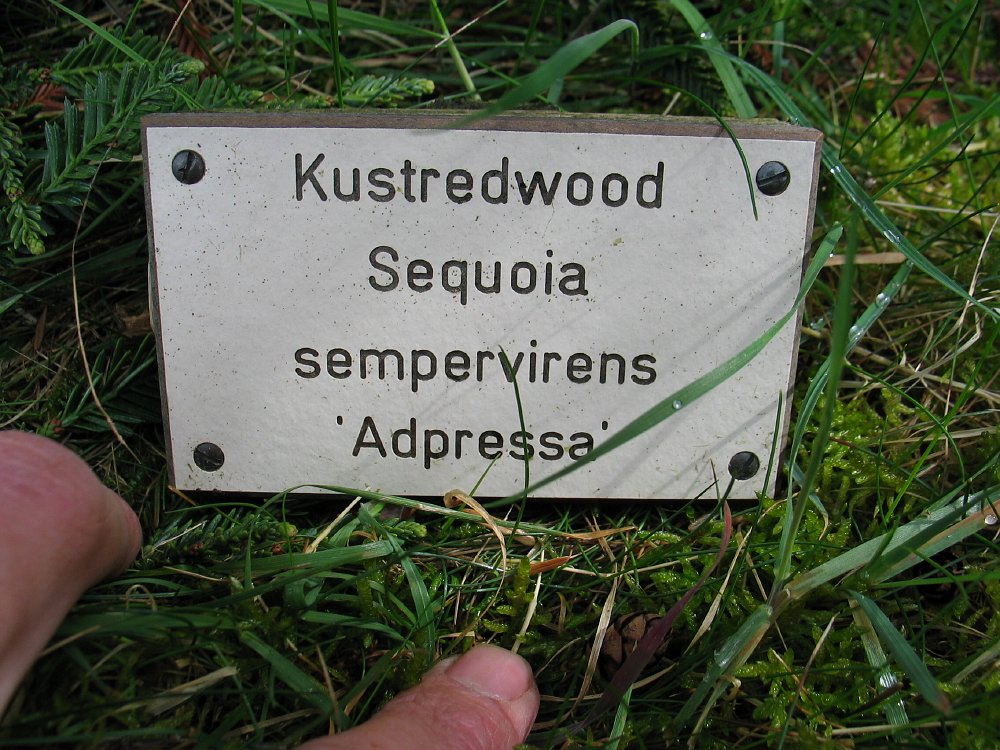 Kustredwood
Sequoia
sempervirens
'Adpressa'